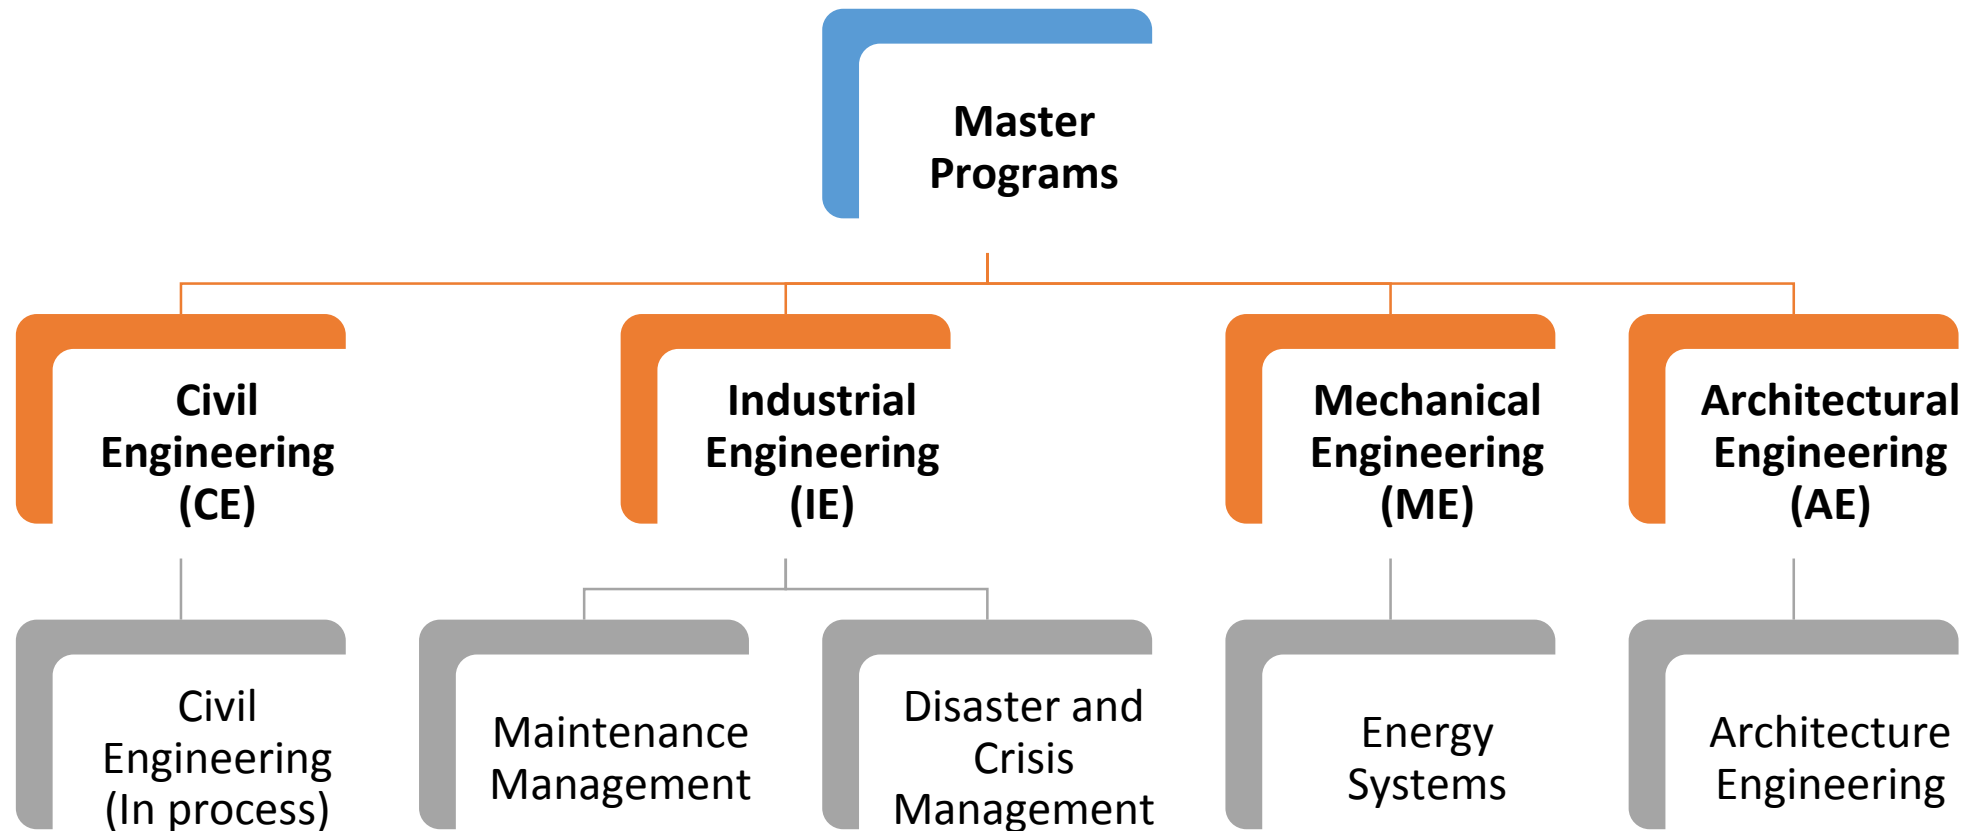 Master
Programs
Civil
Engineering
(CE)
Industrial
Engineering
(IE)
Mechanical
Engineering
(ME)
Architectural
Engineering
(AE)
Civil
Engineering
(In process)
Maintenance
Management
Disaster and
Crisis
Management
Energy
Systems
Architecture
Engineering